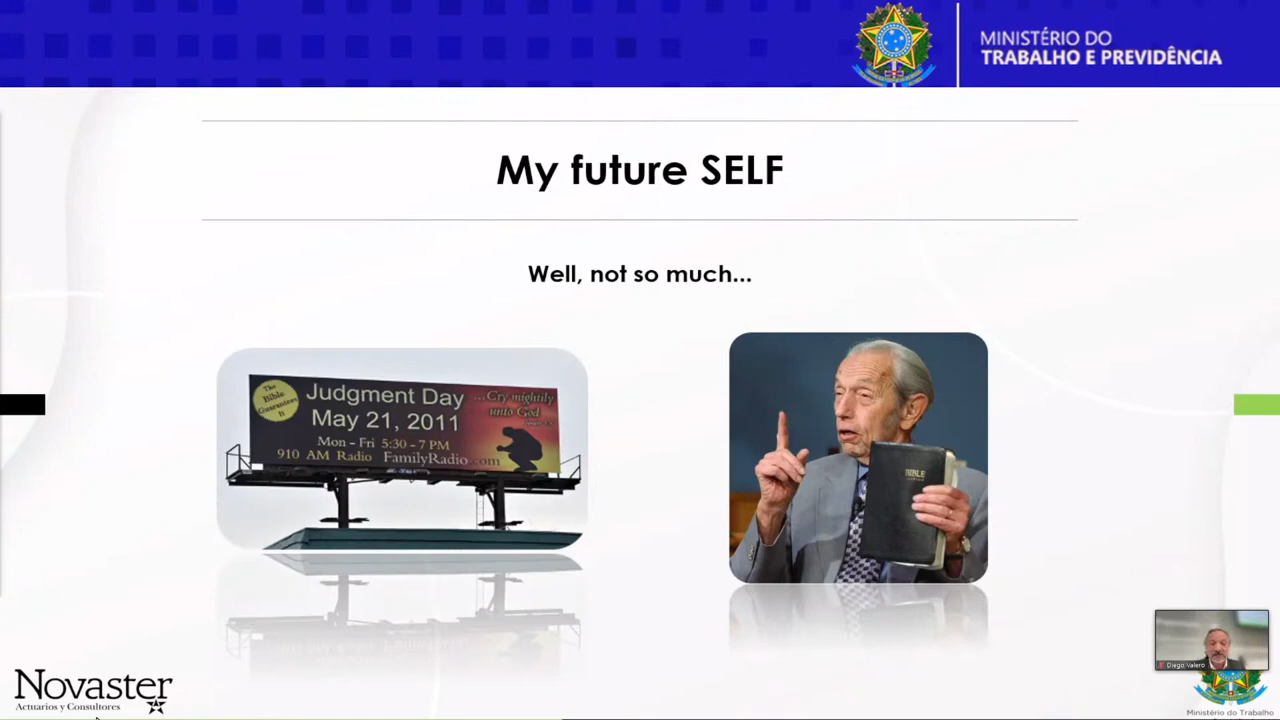 MINISTÉRIO DO
TRABALHO E PREVIDÊNCIA
My future SELF
Well, not so much...
The
Bible
Guarantees
It
Judgment Day
May 21, 2011
Mon - Fri 5:30 - 7 PM
910 AM Radio FamilyRadio.com
...Cry mightily
unto God
BIBLE
Diego Valero
Novaster
Actuarios y Consultores
Ministério do Trabalho